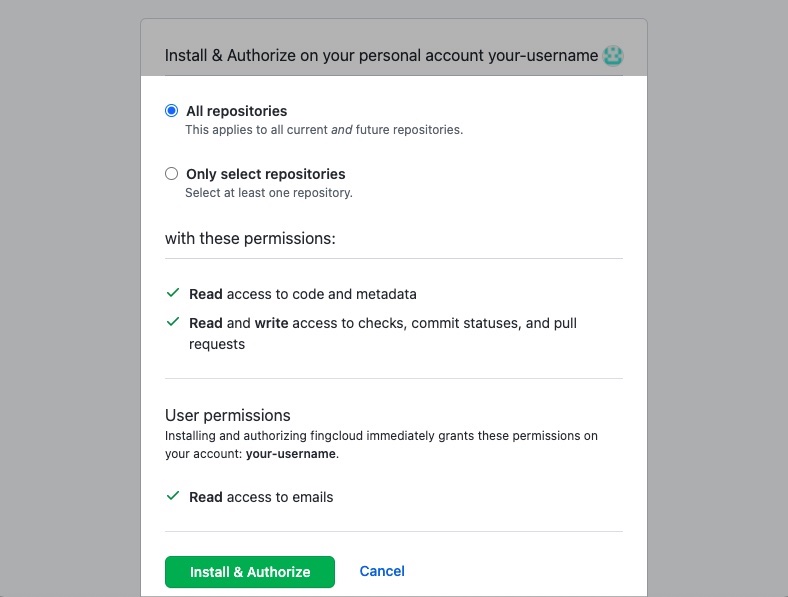 Install & Authorize on your personal account your-username
All repositories
This applies to all current and future repositories.
Only select repositories
Select at least one repository.
with these permissions:
Read access to code and metadata
Read and write access to checks, commit statuses, and pull
requests
User permissions
Installing and authorizing fingcloud immediately grants these permissions on
your account: your-username.
Read access to emails
Install & Authorize Cancel